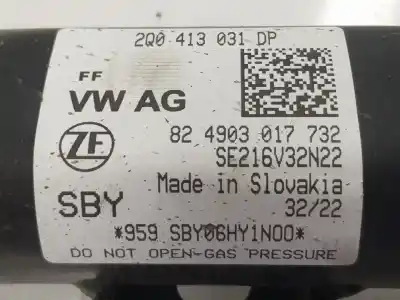 2Q0 413 031 DP
FF
VW AG
ZF
82 4903 017 732
SE216V32N22
Made in Slovakia
SBY
32/22
*959 SBY06HY1N00*
DO NOT OPEN-GAS PRESSURE